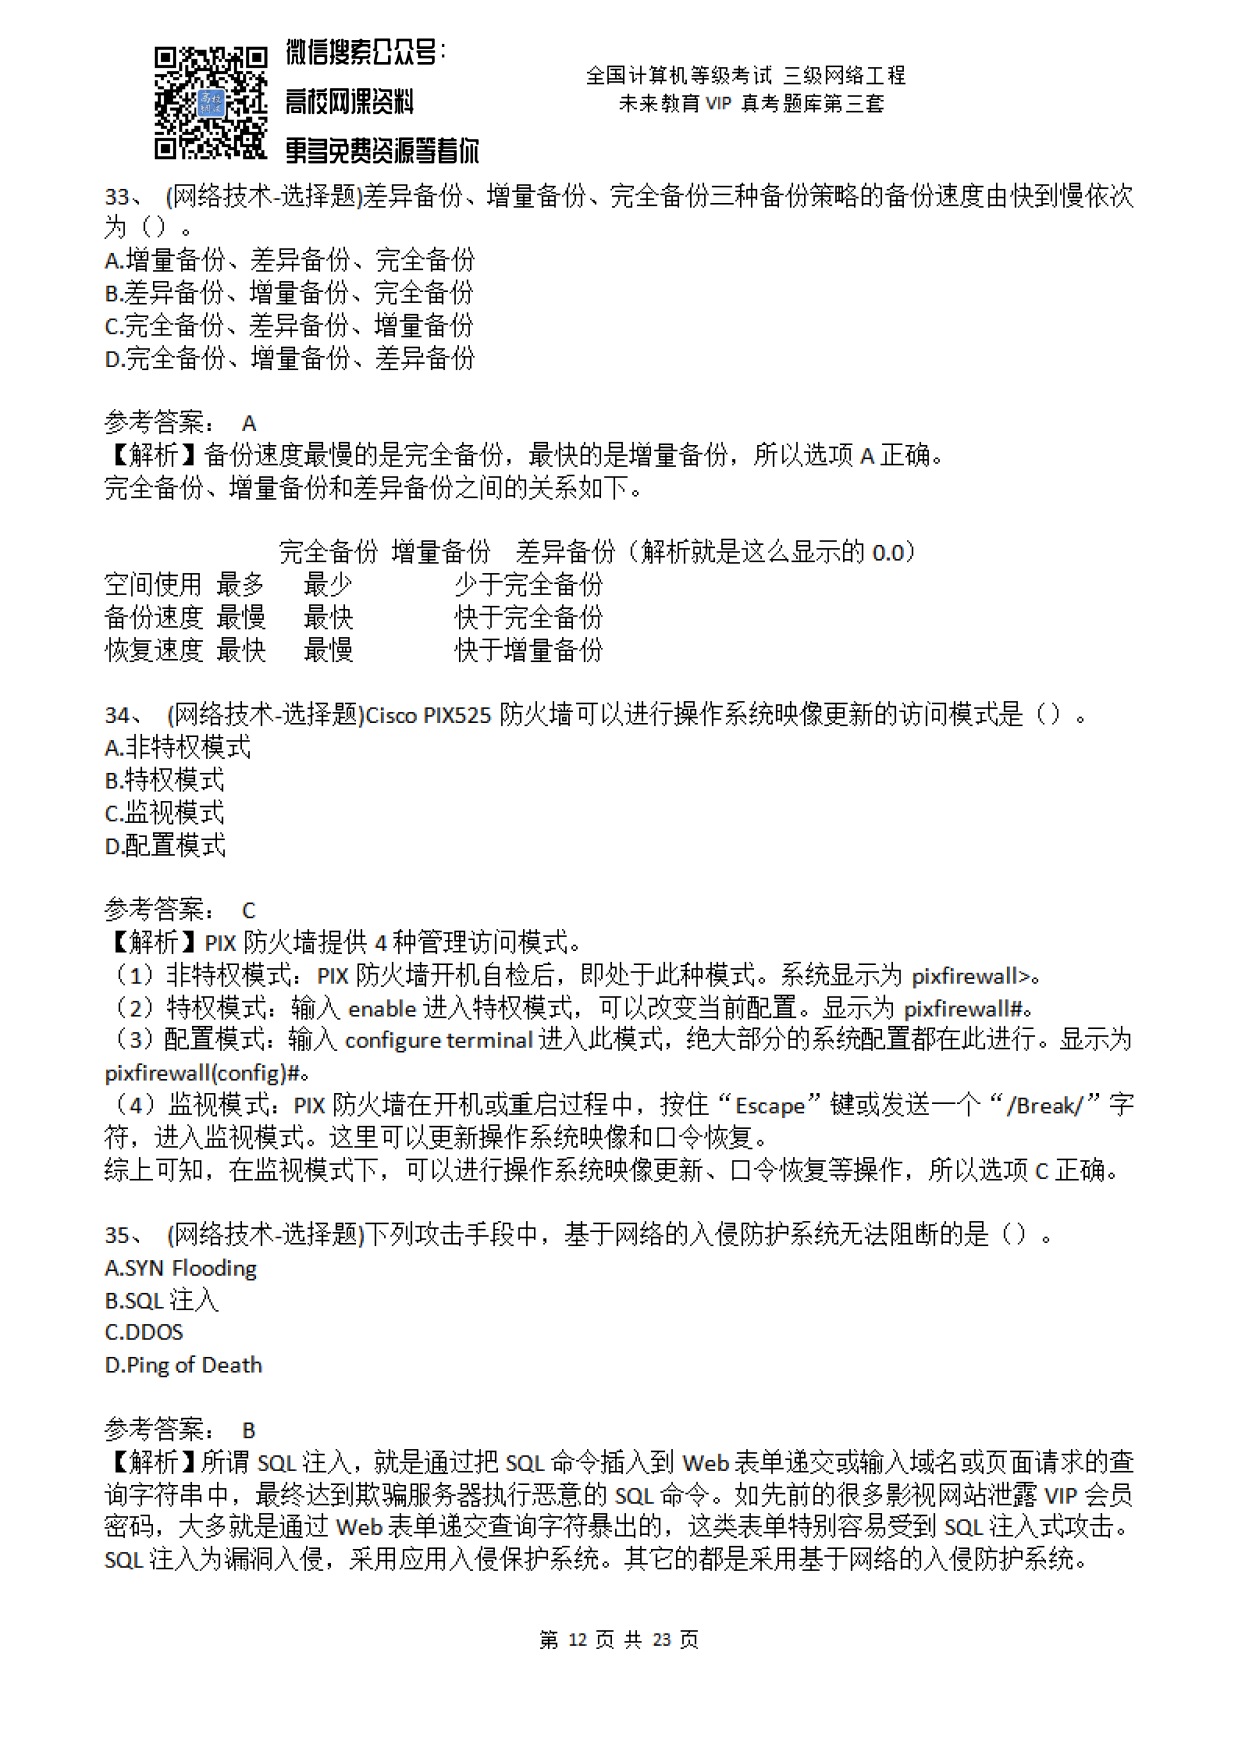 微信搜索公众号：
高校网课资料
更多免费资源等着你
全国计算机等级考试 三级网络工程
未来教育 VIP 真考题库第三套
33、 (网络技术-选择题)差异备份、增量备份、完全备份三种备份策略的备份速度由快到慢依次
为（）。
A.增量备份、差异备份、完全备份
B.差异备份、增量备份、完全备份
C.完全备份、差异备份、增量备份
D.完全备份、增量备份、差异备份
参考答案： A
【解析】备份速度最慢的是完全备份，最快的是增量备份，所以选项 A 正确。
完全备份、增量备份和差异备份之间的关系如下。
完全备份 增量备份 差异备份（解析就是这么显示的 0.0）
空间使用 最多 最少 少于完全备份
备份速度 最慢 最快 快于完全备份
恢复速度 最快 最慢 快于增量备份
34、 (网络技术-选择题)Cisco PIX525 防火墙可以进行操作系统映像更新的访问模式是（）。
A.非特权模式
B.特权模式
C.监视模式
D.配置模式
参考答案： C
【解析】PIX 防火墙提供 4 种管理访问模式。
（1）非特权模式：PIX 防火墙开机自检后，即处于此种模式。系统显示为 pixfirewall>。
（2）特权模式：输入 enable 进入特权模式，可以改变当前配置。显示为 pixfirewall#。
（3）配置模式：输入 configure terminal 进入此模式，绝大部分的系统配置都在此进行。显示为
pixfirewall(config)#。
（4）监视模式：PIX 防火墙在开机或重启过程中，按住“Escape”键或发送一个“/Break/”字
符，进入监视模式。这里可以更新操作系统映像和口令恢复。
综上可知，在监视模式下，可以进行操作系统映像更新、口令恢复等操作，所以选项 C 正确。
35、 (网络技术-选择题)下列攻击手段中，基于网络的入侵防护系统无法阻断的是（）。
A.SYN Flooding
B.SQL 注入
C.DDOS
D.Ping of Death
参考答案： B
【解析】所谓 SQL 注入，就是通过把 SQL 命令插入到 Web 表单递交或输入域名或页面请求的查
询字符串中，最终达到欺骗服务器执行恶意的 SQL 命令。如先前的很多影视网站泄露 VIP 会员
密码，大多就是通过 Web 表单递交查询字符暴出的，这类表单特别容易受到 SQL 注入式攻击。
SQL 注入为漏洞入侵，采用应用入侵保护系统。其它的都是采用基于网络的入侵防护系统。
第 12 页 共 23 页